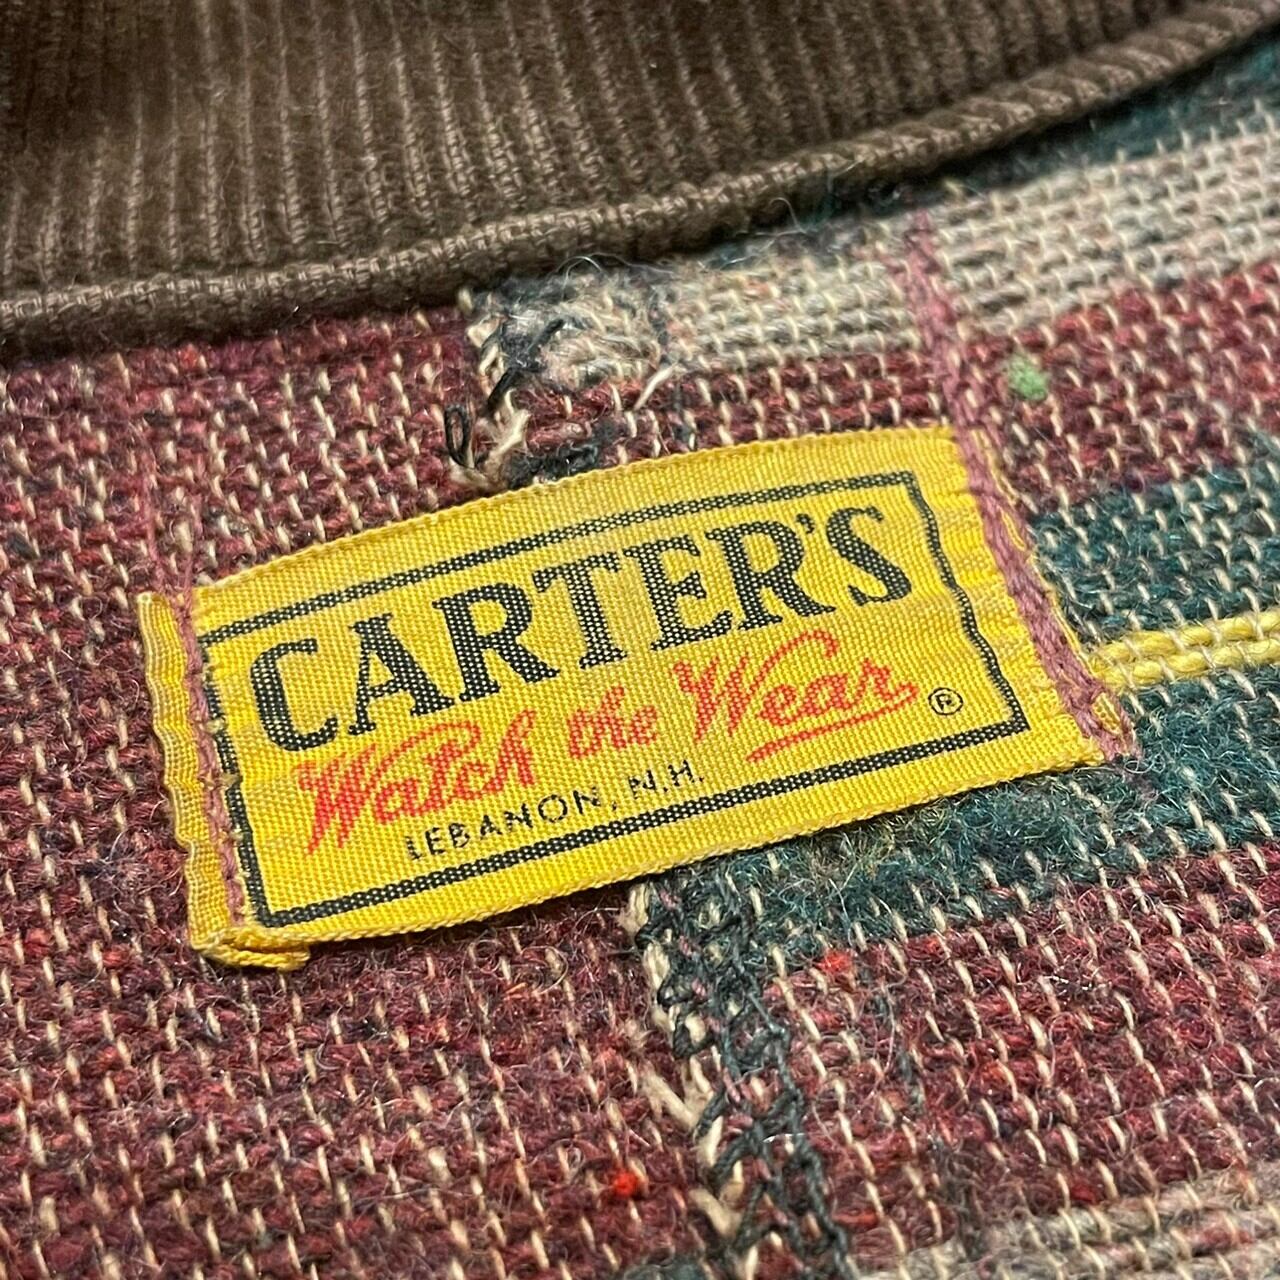 CARTER'S
Watch the Wear ®
LEBANON, N.H.